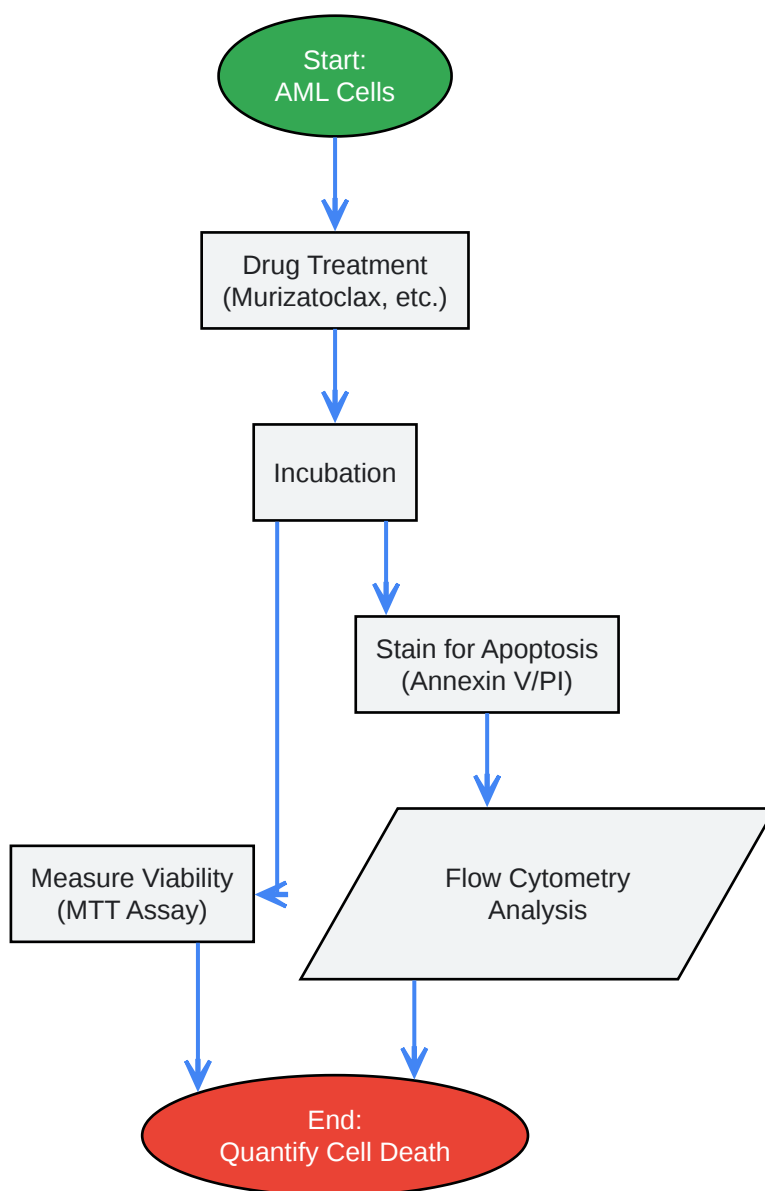 Start:
AML Cells
Drug Treatment
(Murizatoclax, etc.)
Incubation
Stain for Apoptosis
(Annexin V/PI)
Measure Viability
(MTT Assay)
Flow Cytometry
Analysis
End:
Quantify Cell Death